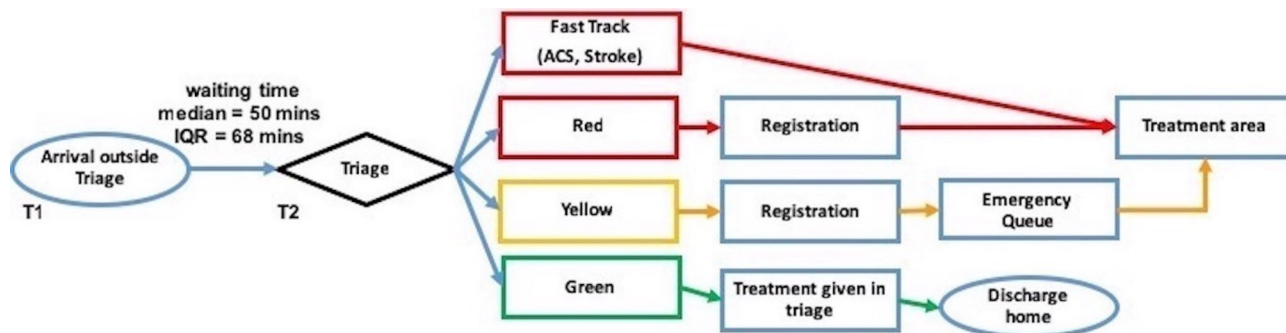 waiting time
median = 50 mins
IQR = 68 mins
Arrival outside
Triage
T1
Triage
T2
Fast Track
(ACS, Stroke)
Red
Registration
Treatment area
Yellow
Registration
Emergency
Queue
Green
Treatment given in
triage
Discharge
home